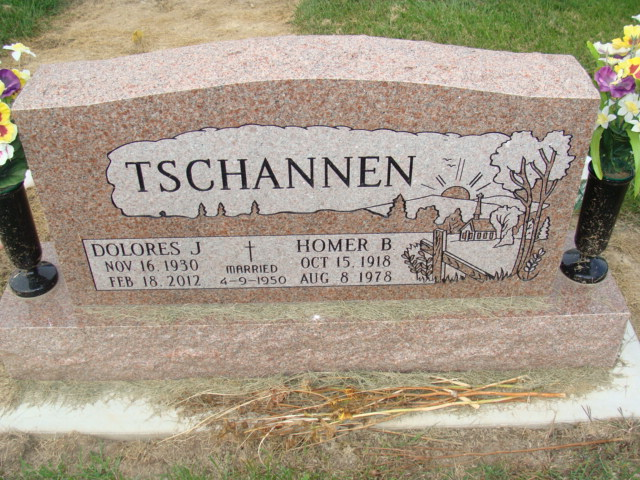 TSCHANNEN
DOLORES J
NOV 16, 1930
FEB 18, 2012
MARRIED
4-9-1950
HOMER B
OCT 15, 1918
AUG 8, 1978